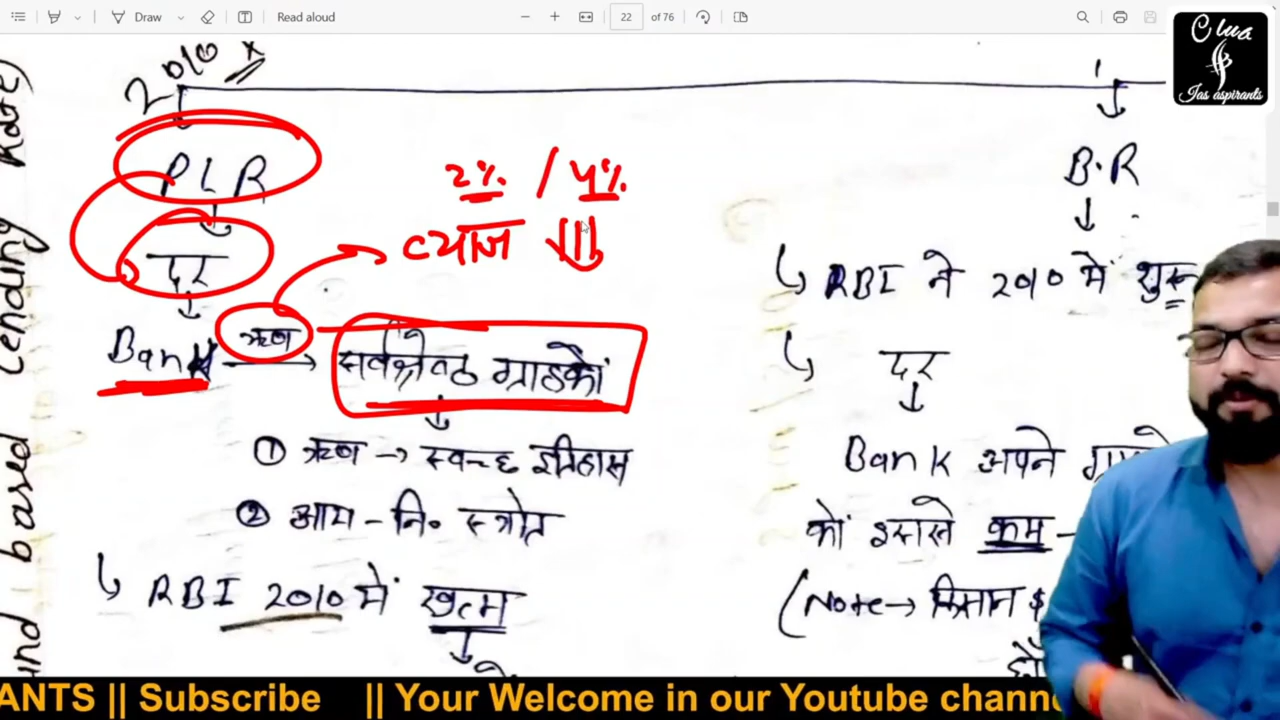 Draw
Read aloud
22 of 76
Clua
Ias aspirants
2010 x
PLR
दर
Bank ऋण → सर्वश्रेष्ठ ग्राहकों
2% / 4%
ब्याज
① ऋण → स्वच्छ इतिहास
② आय - नि० स्त्रोत
RBI 2010 में खत्म
B.R
RBI ने 2010 में शुरू
दर
Bank अपने
को इससे कम -
(Note → किसान $
und based Lending Rate)
ANTS || Subscribe || Your Welcome in our Youtube channe